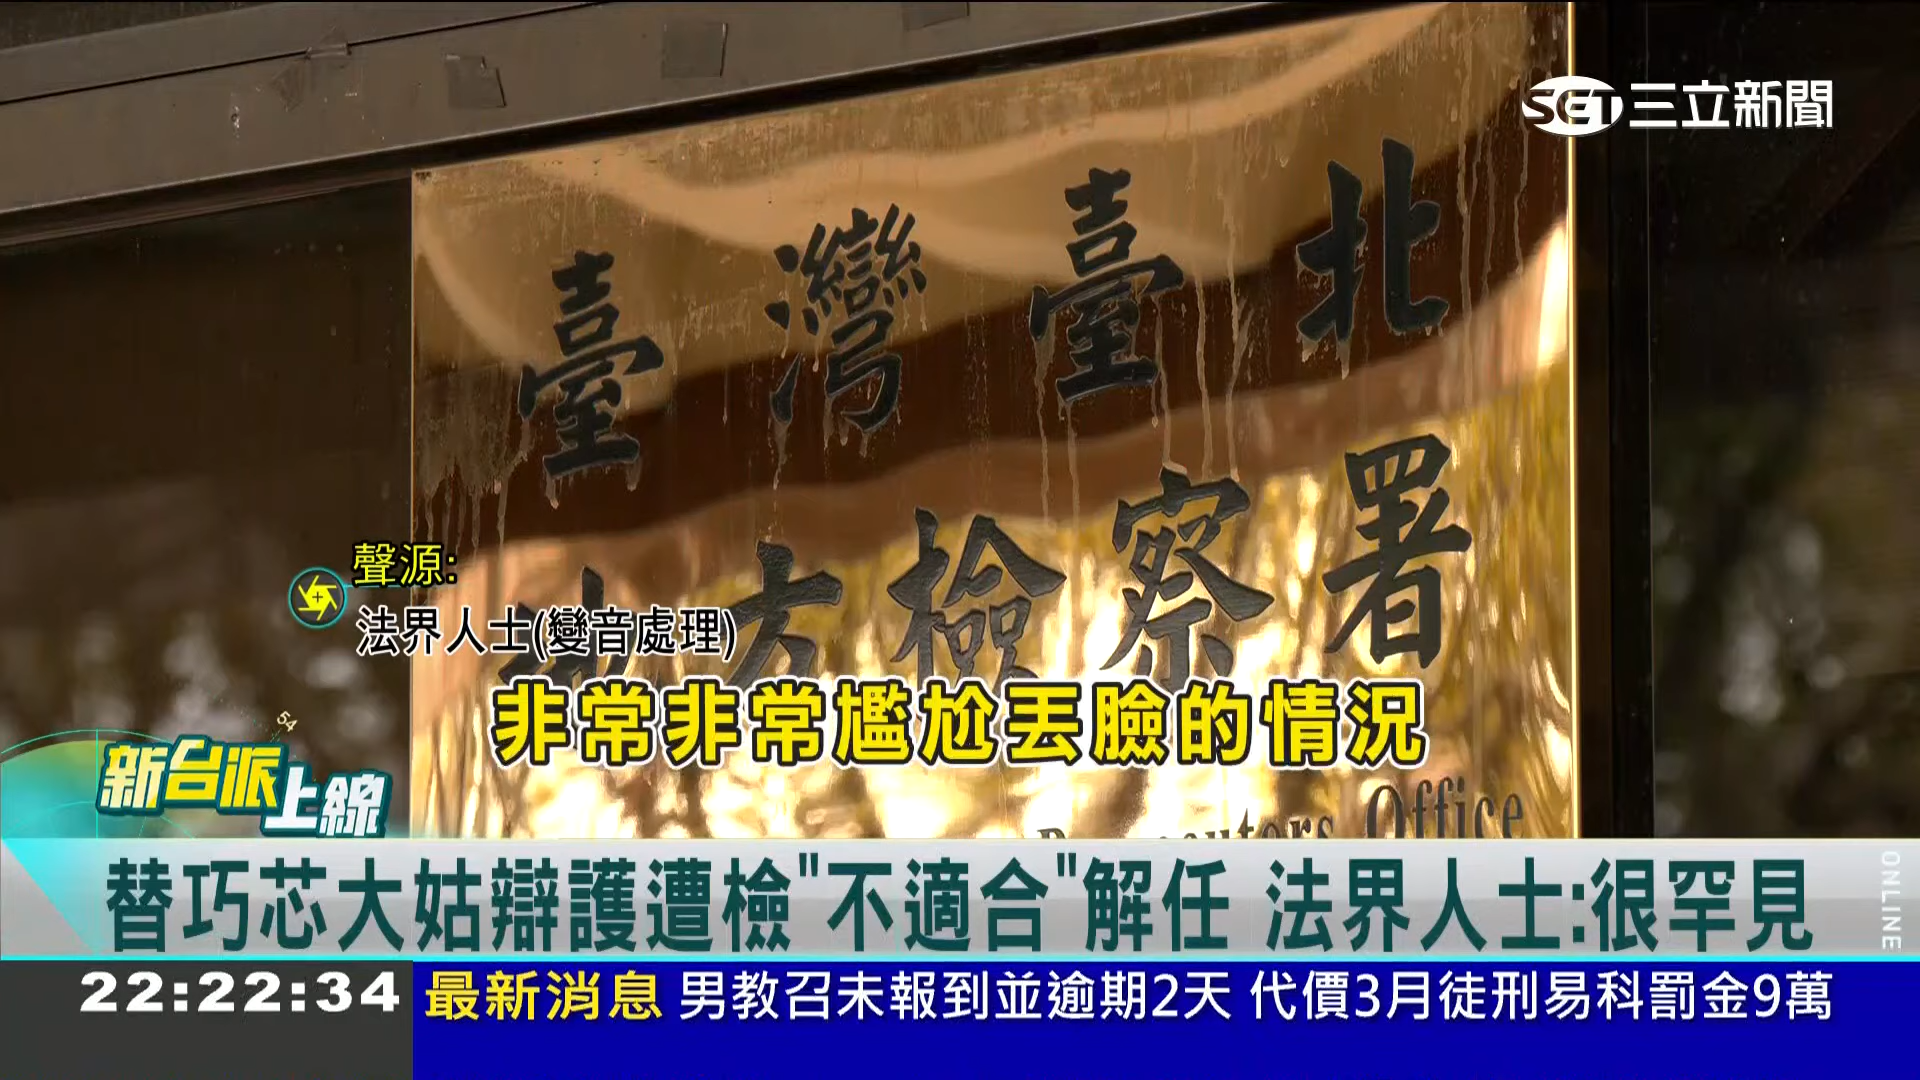 SET三立新聞
臺灣臺北
地方檢察署
聲源:
法界人士(變音處理)
非常非常尷尬丟臉的情況
Prosecutors Office
54
新台派上線
替巧芯大姑辯護遭檢"不適合"解任 法界人士:很罕見
ONLINE
22:22:34
最新消息 男教召未報到並逾期2天 代價3月徒刑易科罰金9萬